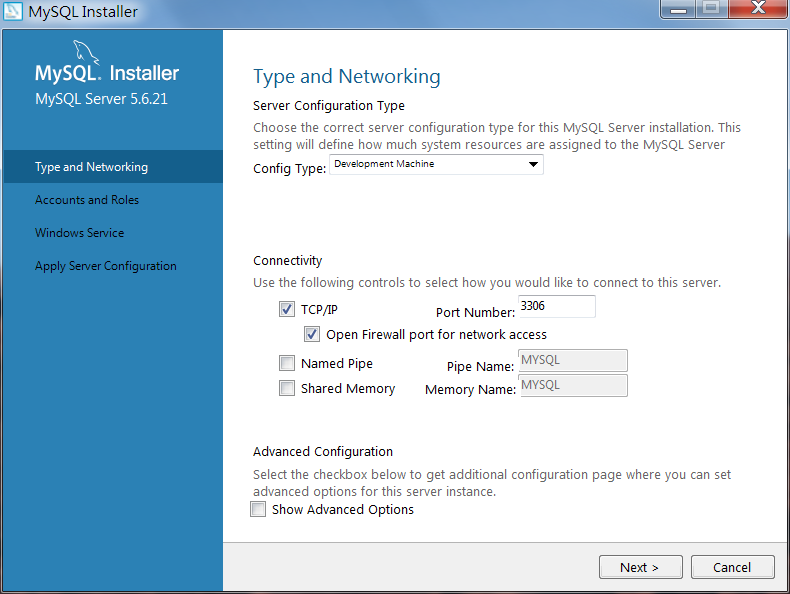 MySQL Installer
MySQL. Installer
MySQL Server 5.6.21
Type and Networking
Accounts and Roles
Windows Service
Apply Server Configuration
Type and Networking
Server Configuration Type
Choose the correct server configuration type for this MySQL Server installation. This
setting will define how much system resources are assigned to the MySQL Server
Config Type: Development Machine
Connectivity
Use the following controls to select how you would like to connect to this server.
TCP/IP Port Number: 3306
Open Firewall port for network access
Named Pipe Pipe Name: MYSQL
Shared Memory Memory Name: MYSQL
Advanced Configuration
Select the checkbox below to get additional configuration page where you can set
advanced options for this server instance.
Show Advanced Options
Next > Cancel